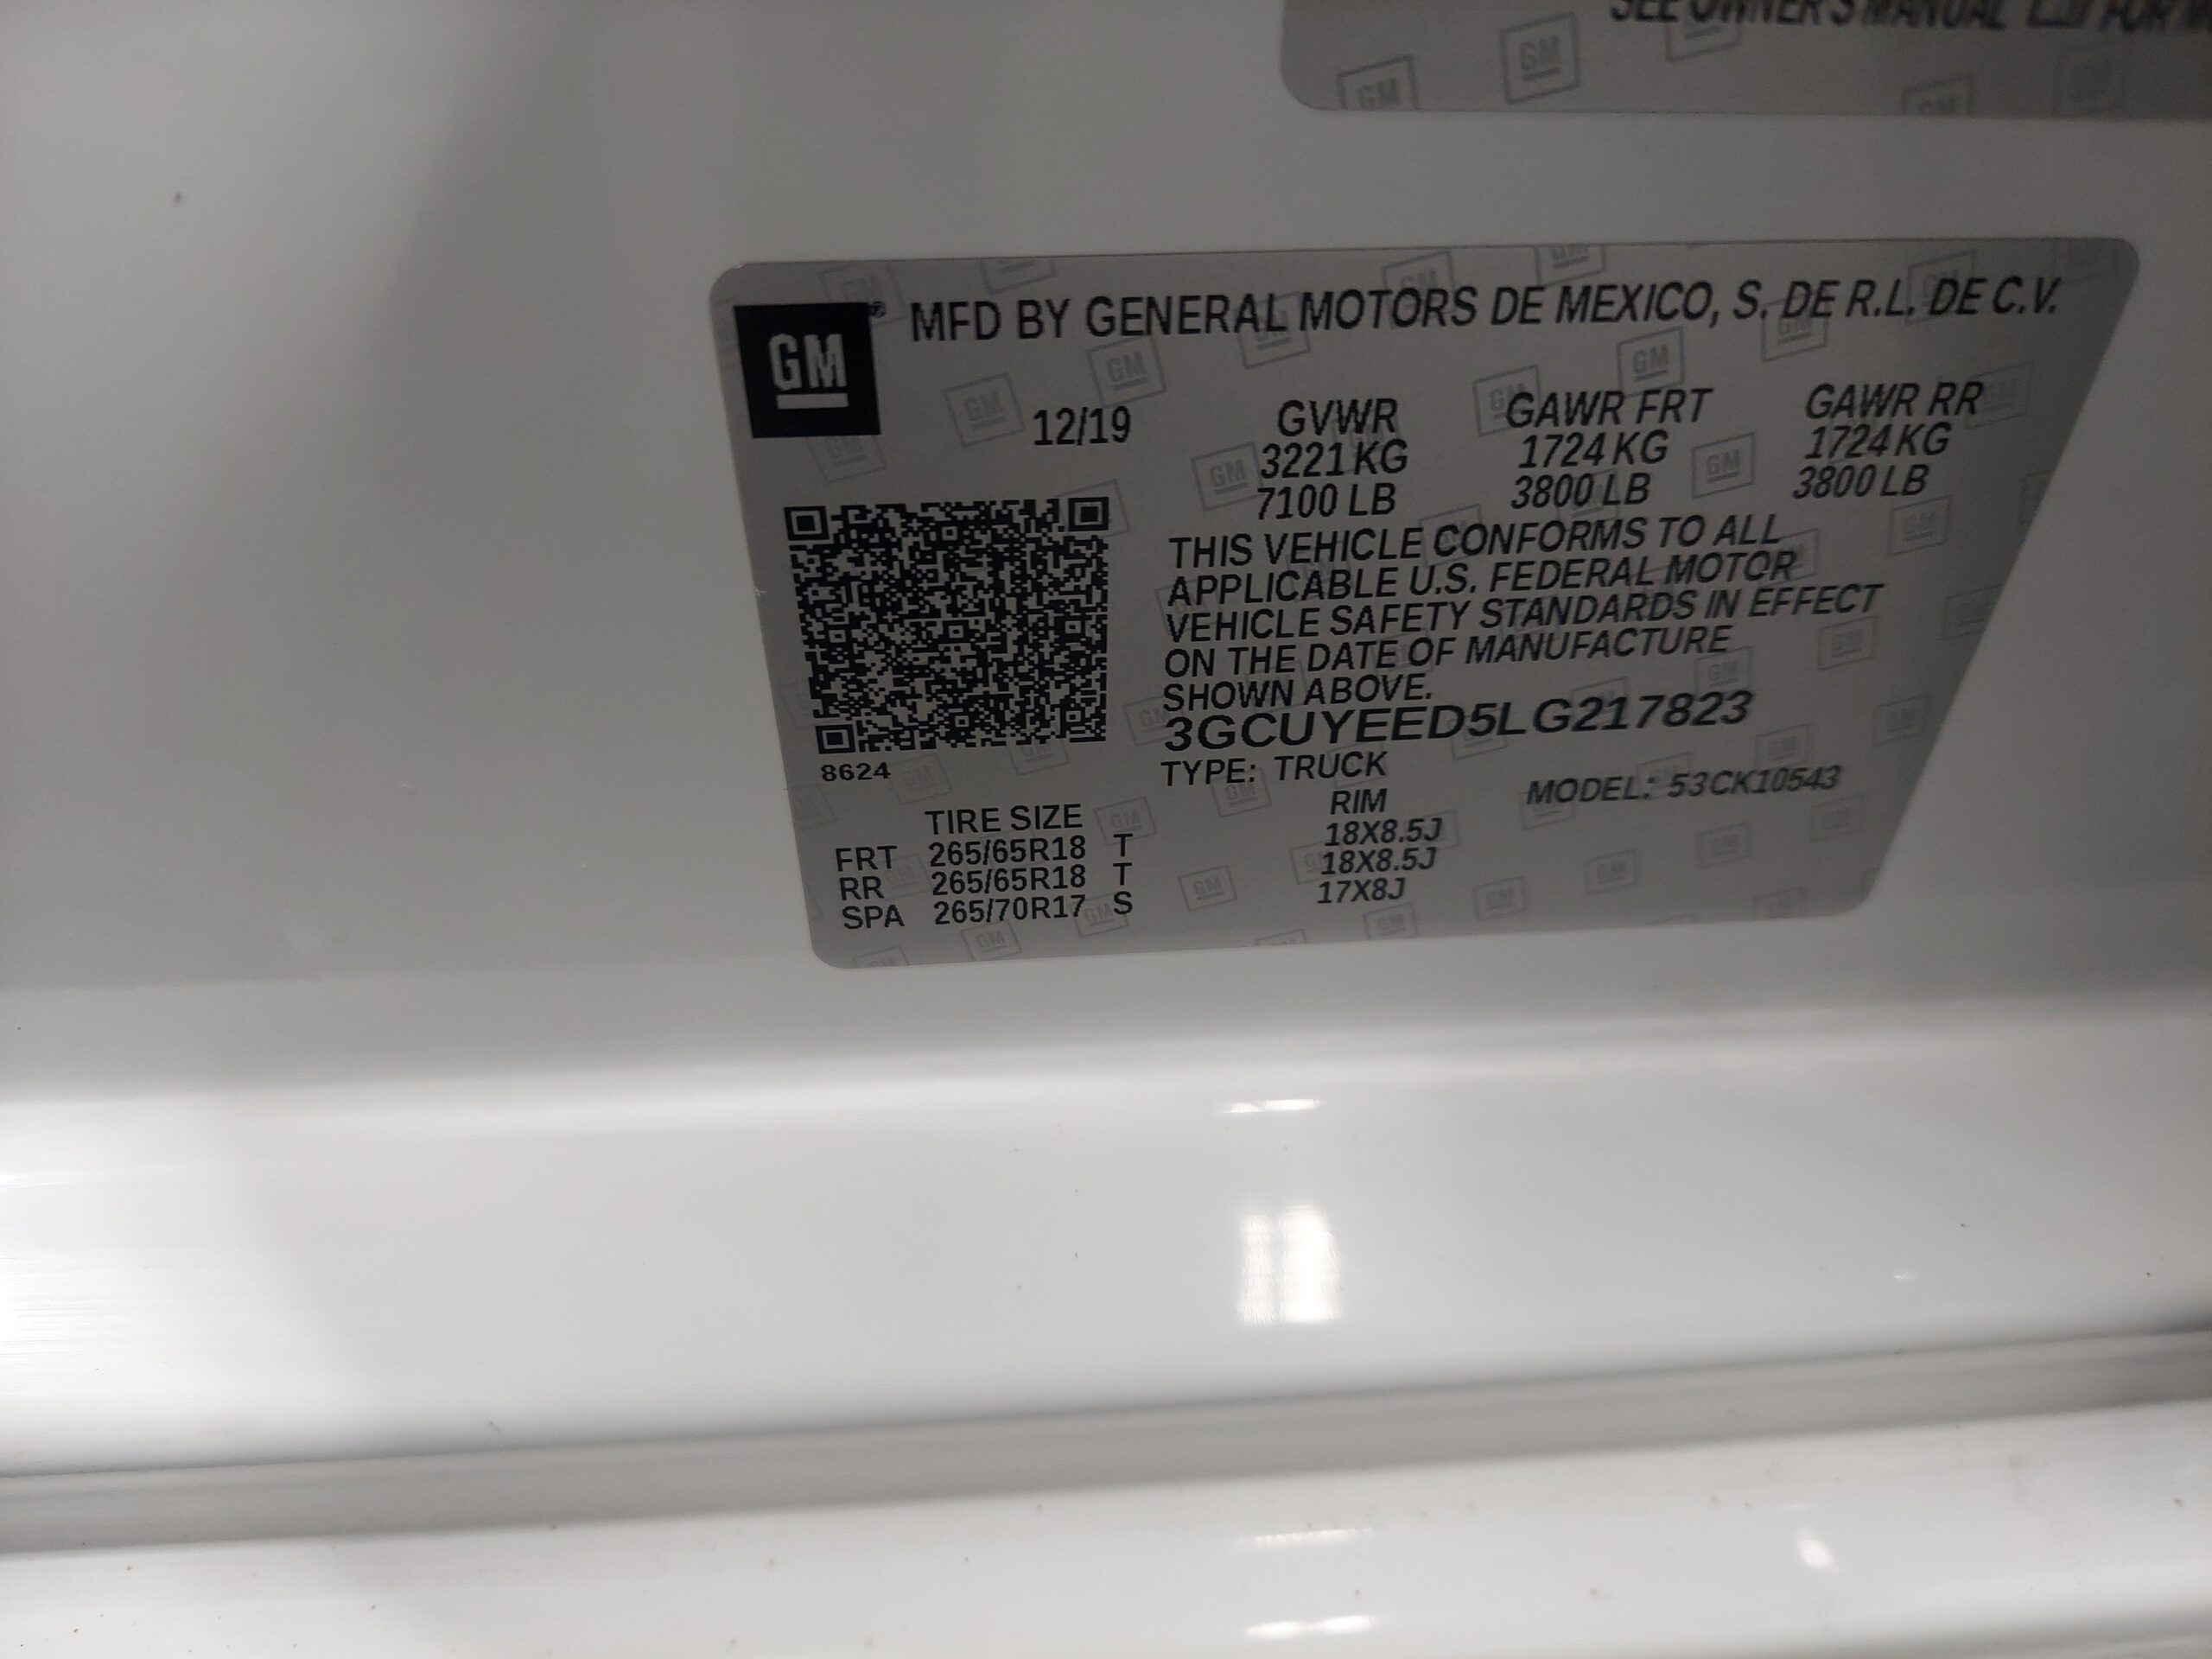 SEE OWNER'S MANUAL FOR
GM
MFD BY GENERAL MOTORS DE MEXICO, S. DE R.L. DE C.V.
12/19
GVWR GAWR FRT GAWR RR
3221 KG 1724 KG 1724 KG
7100 LB 3800 LB 3800 LB
THIS VEHICLE CONFORMS TO ALL
APPLICABLE U.S. FEDERAL MOTOR
VEHICLE SAFETY STANDARDS IN EFFECT
ON THE DATE OF MANUFACTURE
SHOWN ABOVE.
3GCUYEED5LG217823
8624
TYPE: TRUCK MODEL: 53CK10543
TIRE SIZE RIM
FRT 265/65R18 T 18X8.5J
RR 265/65R18 T 18X8.5J
SPA 265/70R17 S 17X8J